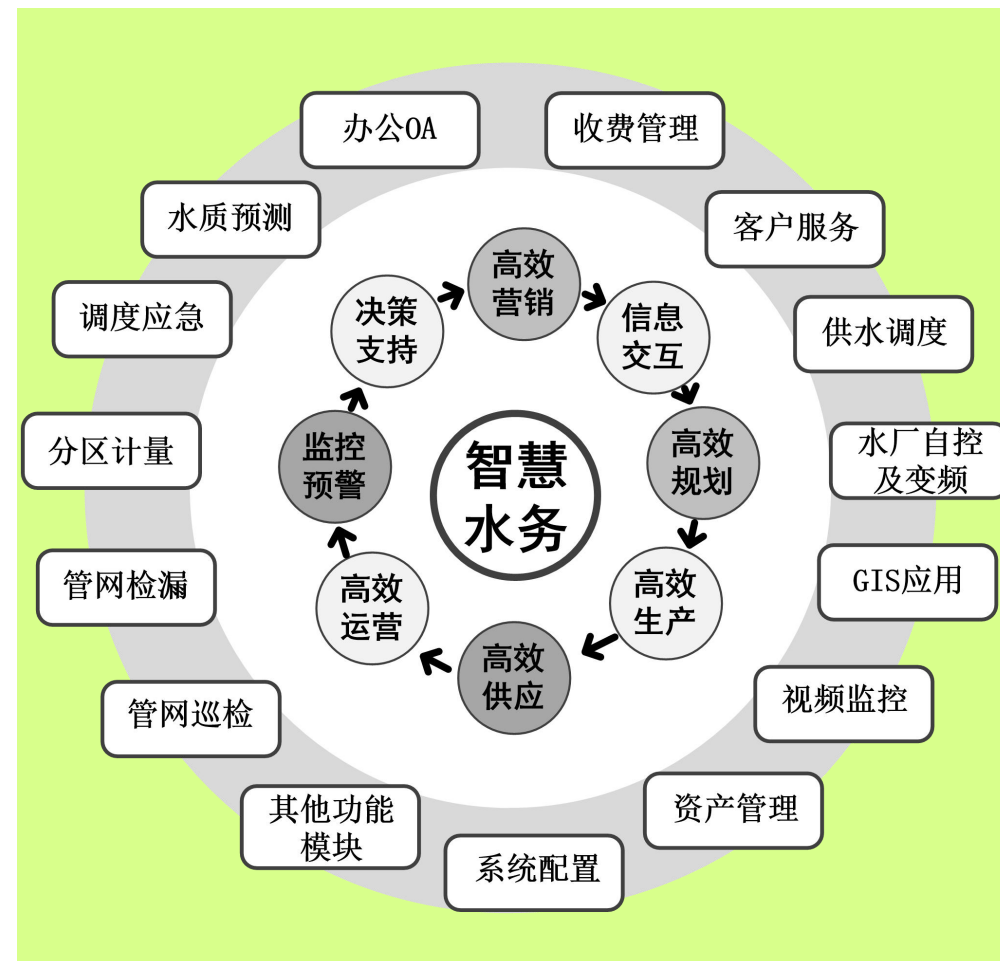 办公OA
收费管理
水质预测
客户服务
调度应急
供水调度
分区计量
水厂自控
及变频
管网检漏
GIS应用
管网巡检
视频监控
其他功能
模块
资产管理
系统配置
高效
营销
信息
交互
高效
规划
高效
生产
高效
供应
高效
运营
监控
预警
决策
支持
智慧
水务